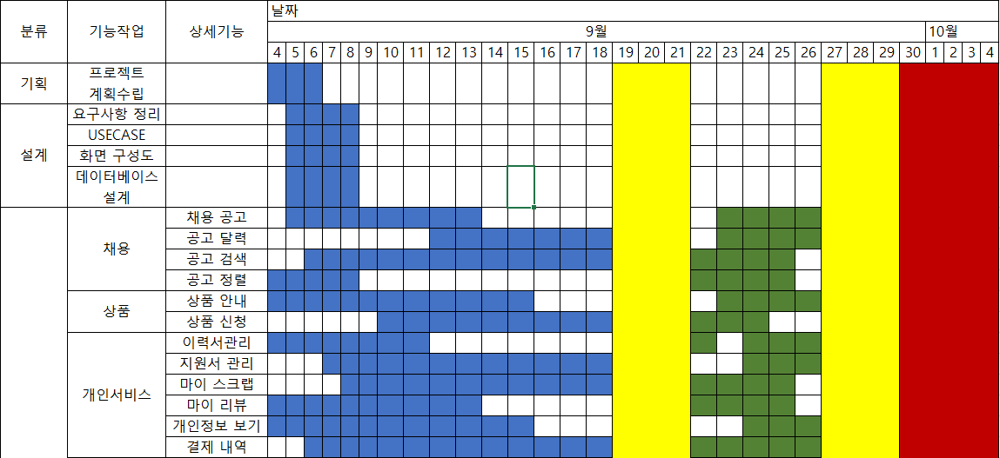 날짜
분류 기능작업 상세기능
9월 10월
4 5 6 7 8 9 10 11 12 13 14 15 16 17 18 19 20 21 22 23 24 25 26 27 28 29 30 1 2 3 4
기획
프로젝트
계획수립
설계
요구사항 정리
USECASE
화면 구성도
데이터베이스
설계
채용
채용 공고
공고 달력
공고 검색
공고 정렬
상품
상품 안내
상품 신청
개인서비스
이력서관리
지원서 관리
마이 스크랩
마이 리뷰
개인정보 보기
결제 내역